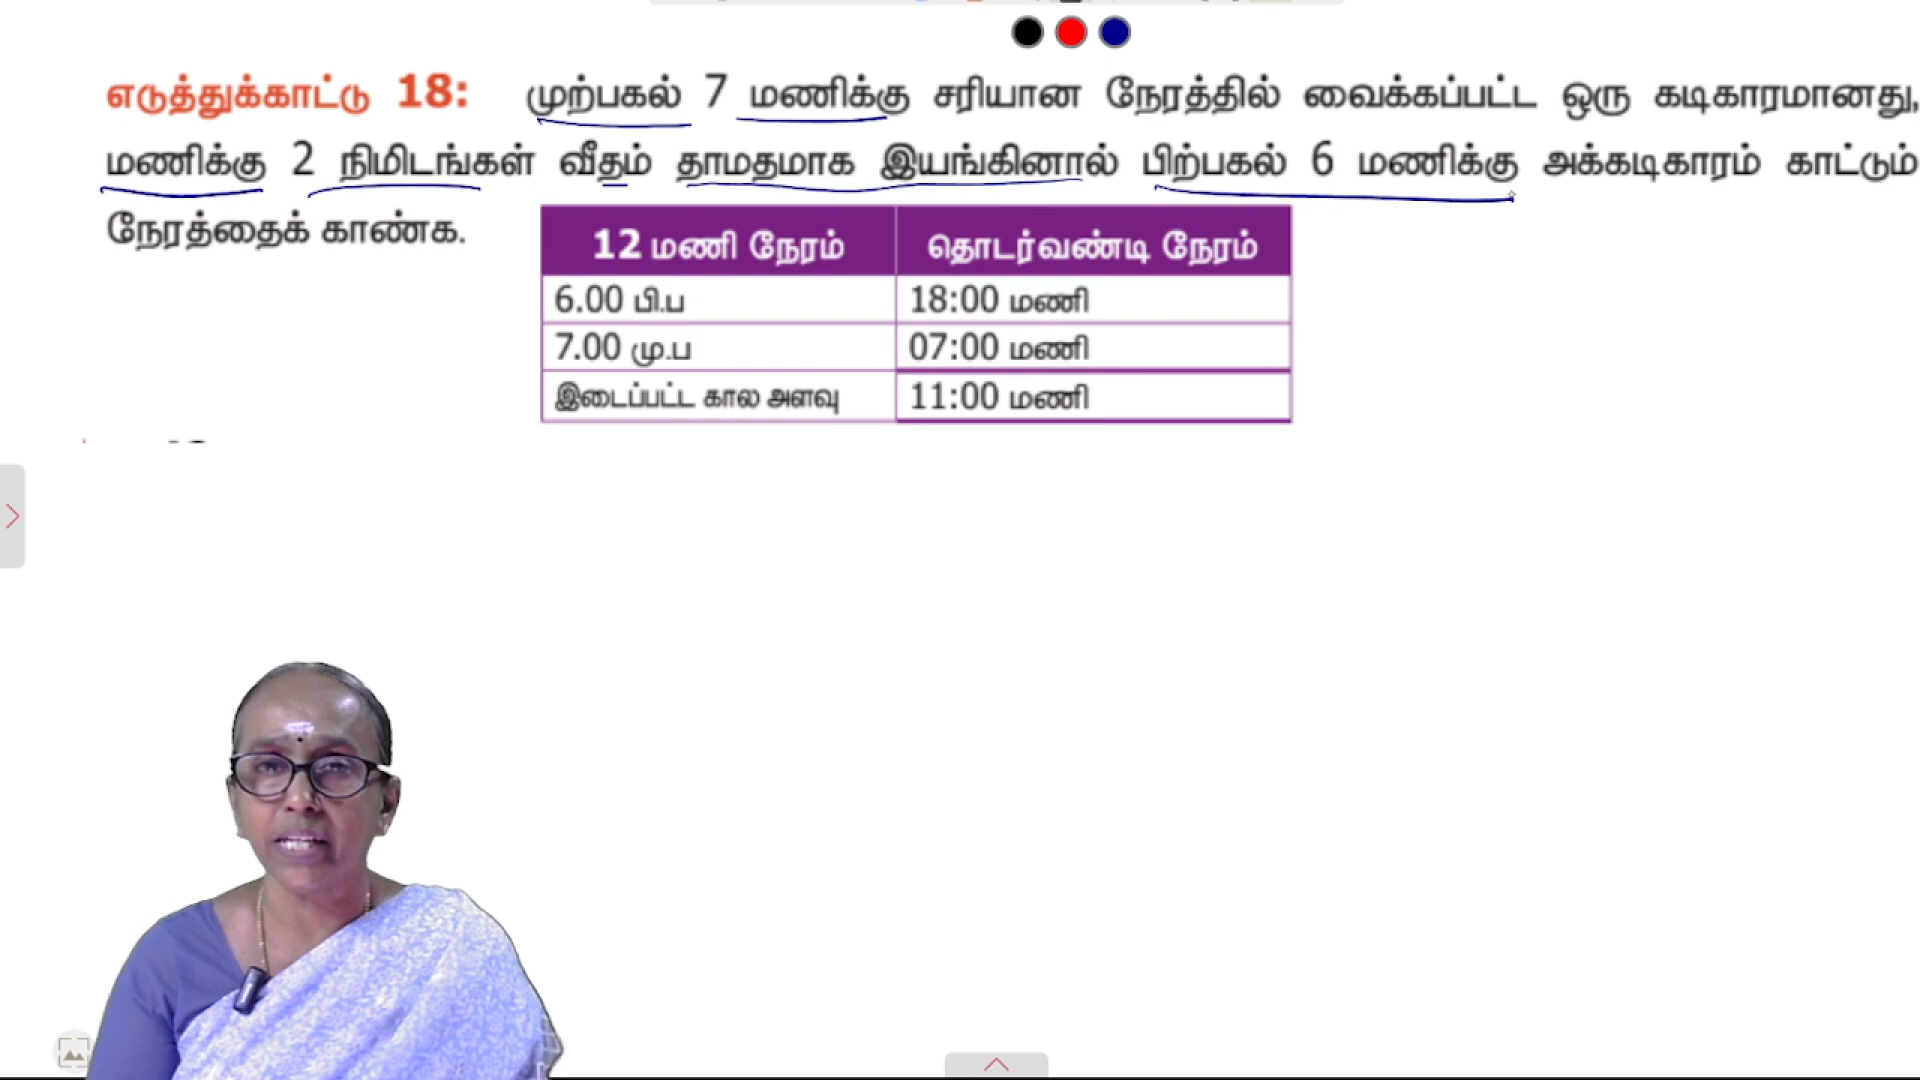 எடுத்துக்காட்டு 18: முற்பகல் 7 மணிக்கு சரியான நேரத்தில் வைக்கப்பட்ட ஒரு கடிகாரமானது,
மணிக்கு 2 நிமிடங்கள் வீதம் தாமதமாக இயங்கினால் பிற்பகல் 6 மணிக்கு அக்கடிகாரம் காட்டும்
நேரத்தைக் காண்க.
12 மணி நேரம் தொடர்வண்டி நேரம்
6.00 பி.ப 18:00 மணி
7.00 மு.ப 07:00 மணி
இடைப்பட்ட கால அளவு 11:00 மணி